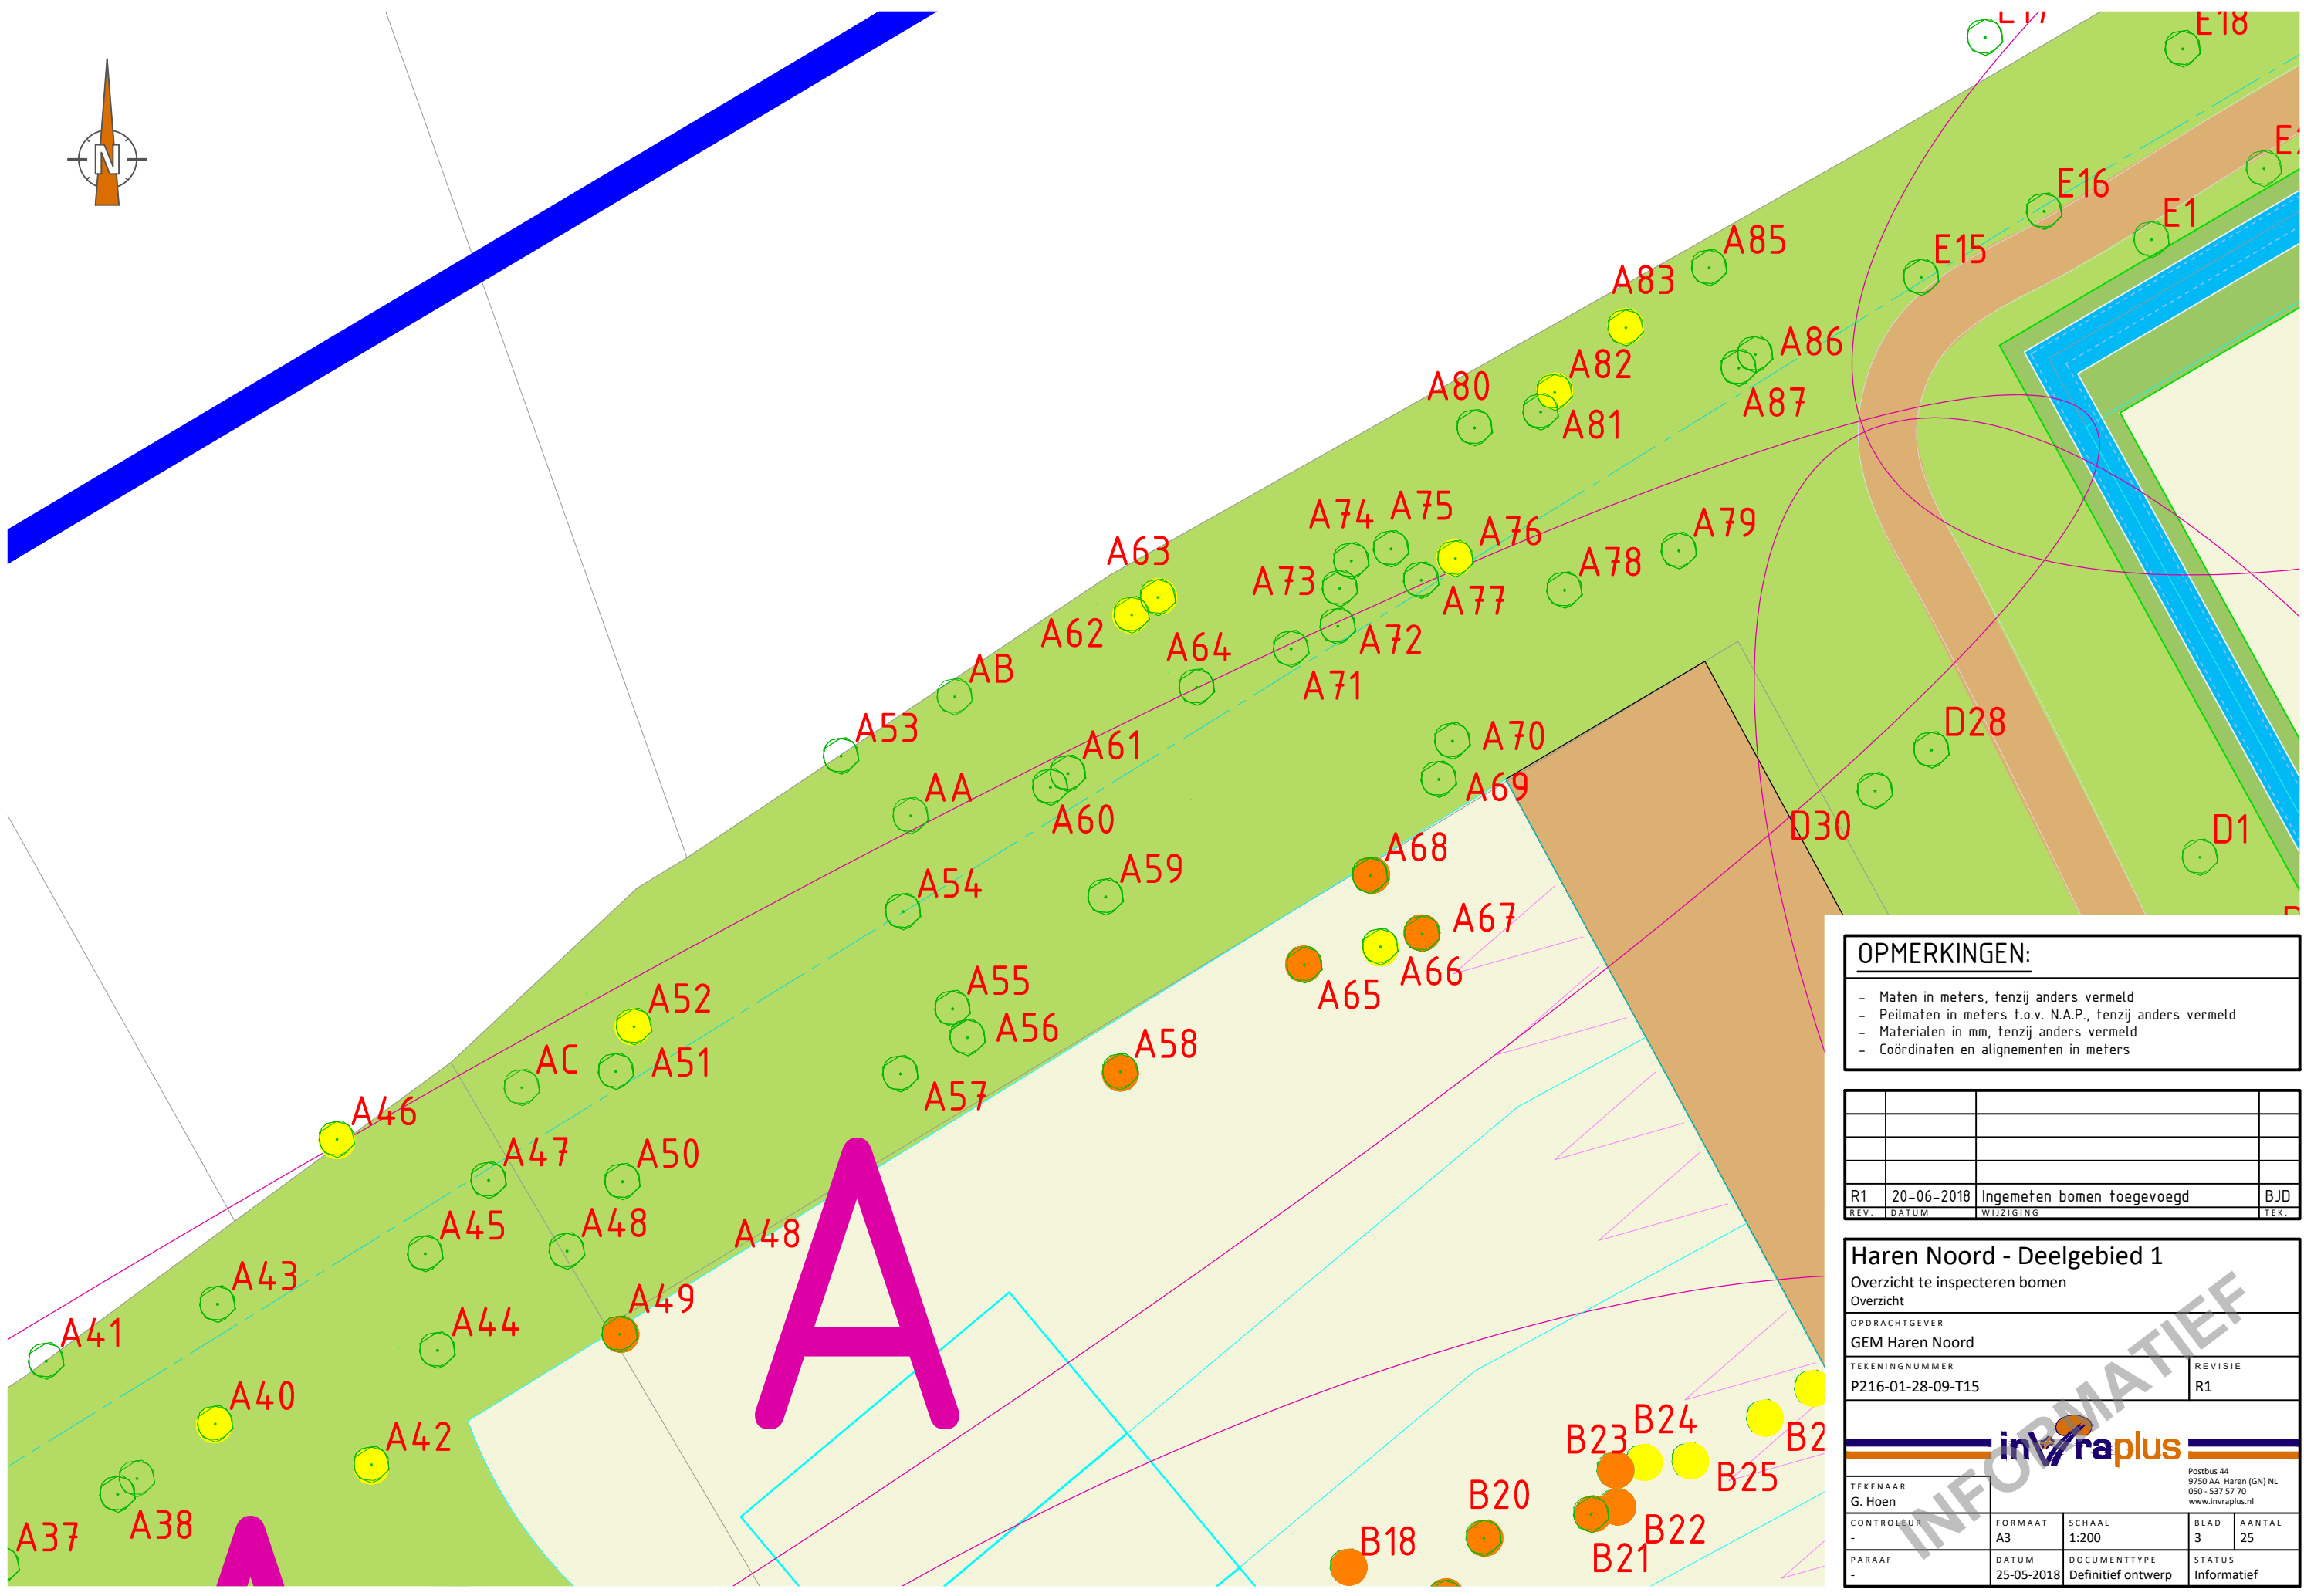 N
E18
E16
E1
E15
A85
A83
A86
A82
A80
A87
A81
A75
A74
A76
A79
A63
A78
A73
A77
A62
A64
A72
AB
A71
A53
D28
A61
A70
AA
A69
A60
D30
D1
A68
A59
A54
A67
A66
A55
A65
A52
A56
A58
AC
A51
A57
A46
A47
A50
A45
A48
A48
A
A43
A49
A44
A41
A40
A42
B24
B23
B25
B20
A38
A37
B22
B18
B21
OPMERKINGEN:
- Maten in meters, tenzij anders vermeld
- Peilmaten in meters t.o.v. N.A.P., tenzij anders vermeld
- Materialen in mm, tenzij anders vermeld
- Coördinaten en alignementen in meters
R1 20-06-2018 Ingemeten bomen toegevoegd BJD
REV. DATUM WIJZIGING TEK.
Haren Noord - Deelgebied 1
Overzicht te inspecteren bomen
Overzicht
OPDRACHTGEVER
GEM Haren Noord
TEKENINGNUMMER REVISIE
P216-01-28-09-T15 R1
invraplus
Postbus 44
9750 AA Haren (GN) NL
050 - 537 57 70
www.invraplus.nl
TEKENAAR
G. Hoen
CONTROLEUR FORMAAT SCHAAL BLAD AANTAL
- A3 1:200 3 25
PARAAF DATUM DOCUMENTTYPE STATUS
- 25-05-2018 Definitief ontwerp Informatief
INFORMATIEF